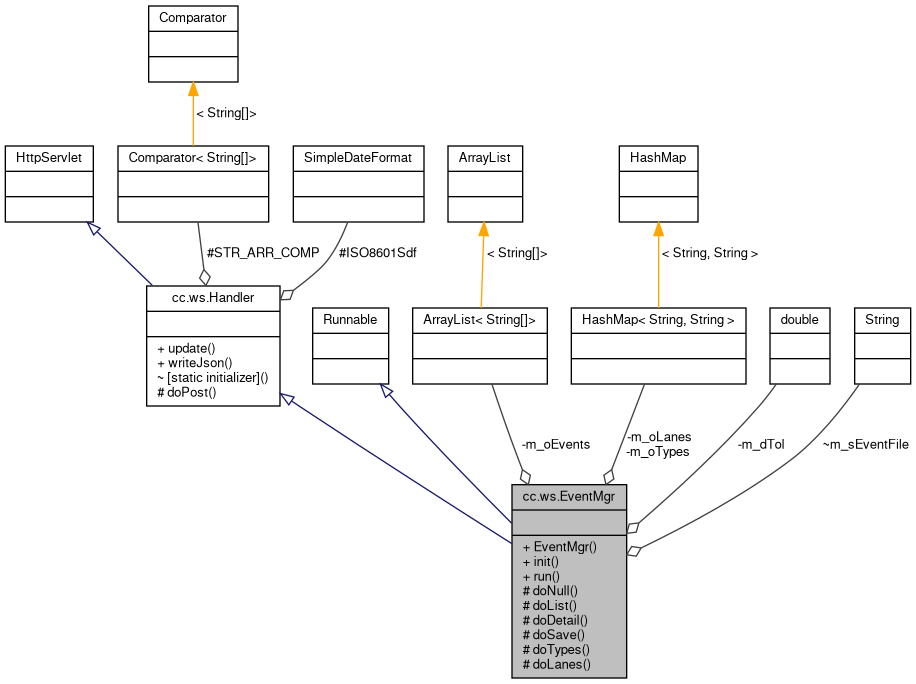 Comparator
< String[]>
HttpServlet
Comparator< String[]>
SimpleDateFormat
ArrayList
HashMap
#STR_ARR_COMP
#ISO8601Sdf
< String[]>
< String, String >
cc.ws.Handler
+ update()
+ writeJson()
~ [static initializer]()
# doPost()
Runnable
ArrayList< String[]>
HashMap< String, String >
double
String
-m_oEvents
-m_oLanes
-m_oTypes
-m_dTol
~m_sEventFile
cc.ws.EventMgr
+ EventMgr()
+ init()
+ run()
# doNull()
# doList()
# doDetail()
# doSave()
# doTypes()
# doLanes()